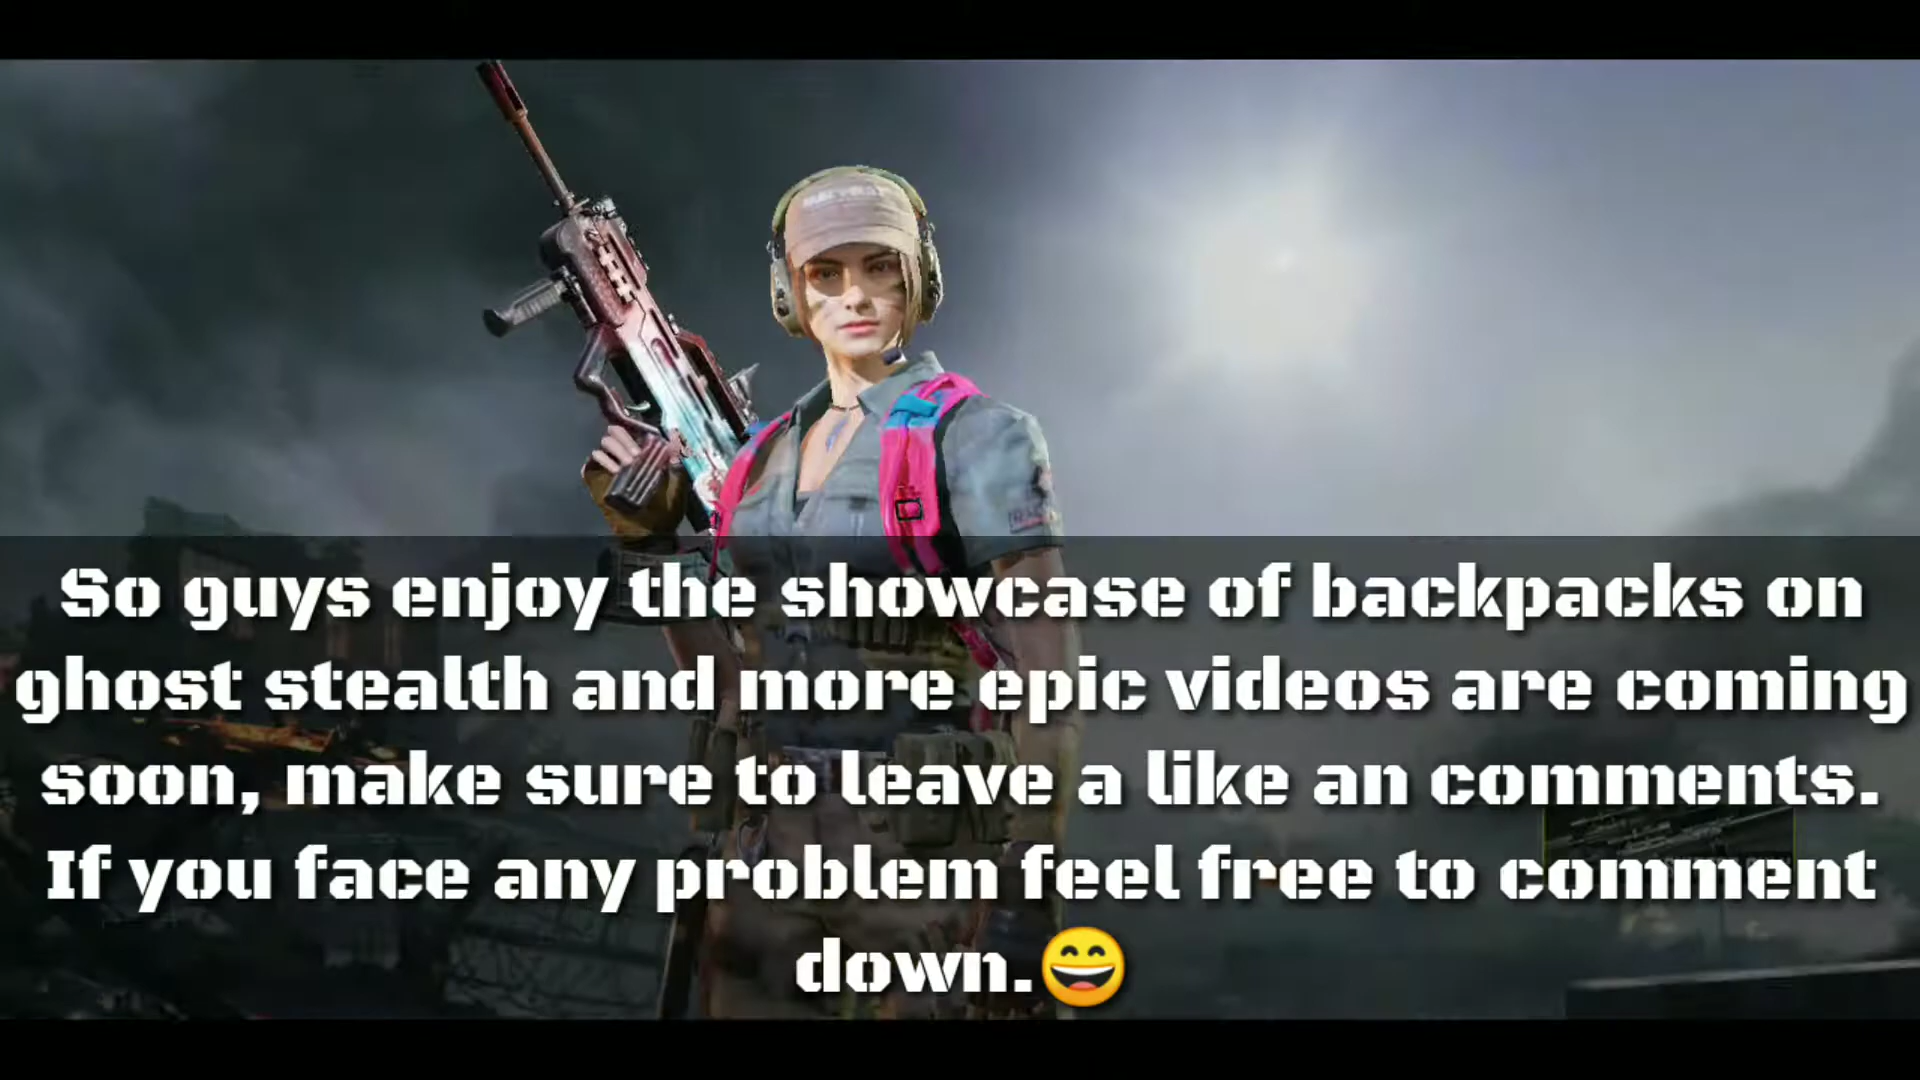 So guys enjoy the showcase of backpacks on
ghost stealth and more epic videos are coming
soon, make sure to leave a like an comments.
If you face any problem feel free to comment
down.😄